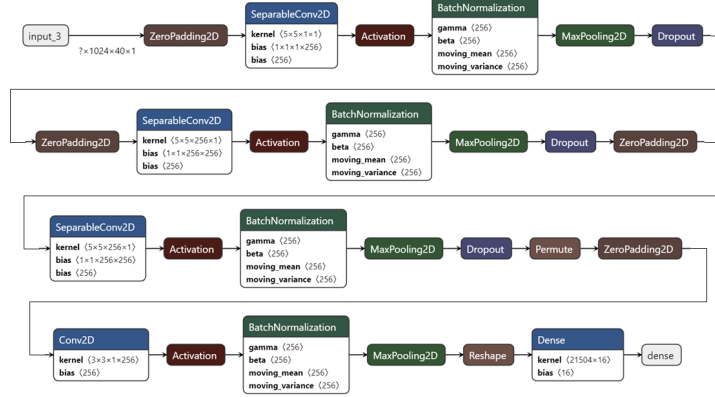 input_3
?×1024×40×1
ZeroPadding2D
SeparableConv2D
kernel ⟨5×5×1×1⟩
bias ⟨1×1×1×256⟩
bias ⟨256⟩
Activation
BatchNormalization
gamma ⟨256⟩
beta ⟨256⟩
moving_mean ⟨256⟩
moving_variance ⟨256⟩
MaxPooling2D
Dropout
ZeroPadding2D
SeparableConv2D
kernel ⟨5×5×256×1⟩
bias ⟨1×1×256×256⟩
bias ⟨256⟩
Activation
BatchNormalization
gamma ⟨256⟩
beta ⟨256⟩
moving_mean ⟨256⟩
moving_variance ⟨256⟩
MaxPooling2D
Dropout
ZeroPadding2D
SeparableConv2D
kernel ⟨5×5×256×1⟩
bias ⟨1×1×256×256⟩
bias ⟨256⟩
Activation
BatchNormalization
gamma ⟨256⟩
beta ⟨256⟩
moving_mean ⟨256⟩
moving_variance ⟨256⟩
MaxPooling2D
Dropout
Permute
ZeroPadding2D
Conv2D
kernel ⟨3×3×1×256⟩
bias ⟨256⟩
Activation
BatchNormalization
gamma ⟨256⟩
beta ⟨256⟩
moving_mean ⟨256⟩
moving_variance ⟨256⟩
MaxPooling2D
Reshape
Dense
kernel ⟨21504×16⟩
bias ⟨16⟩
dense